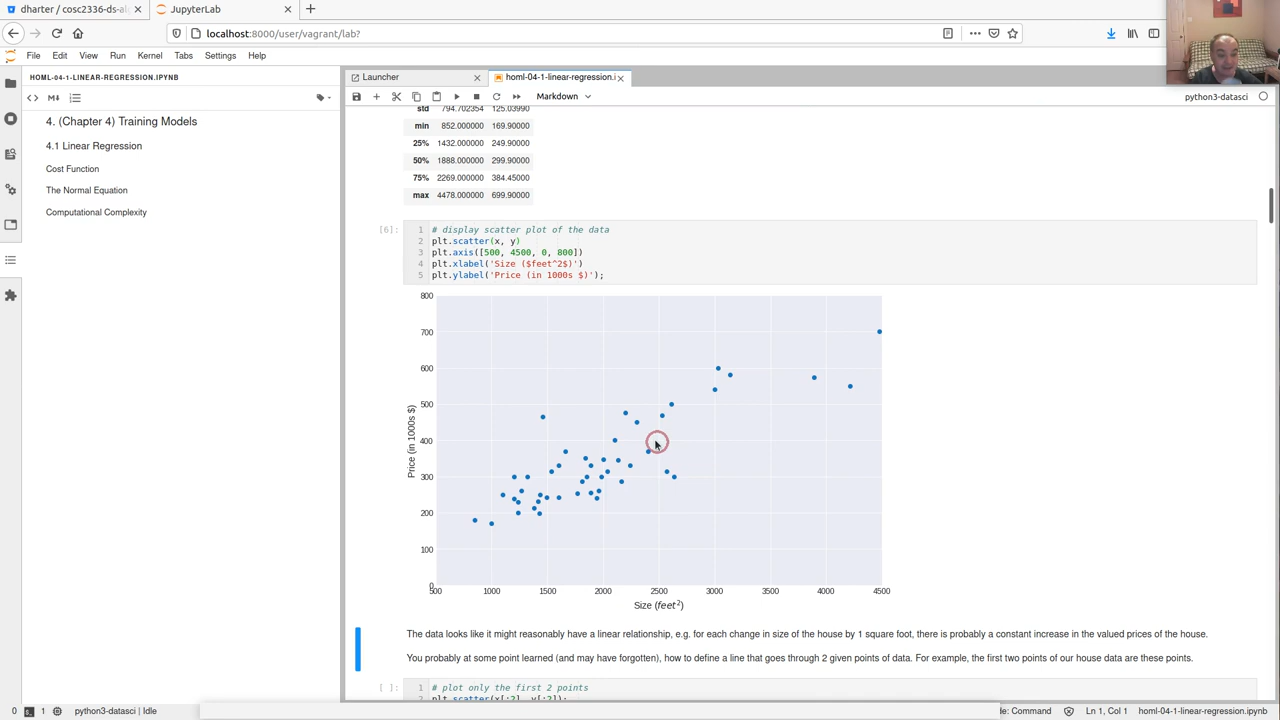 dharter / cosc2336-ds-al
JupyterLab
localhost:8000/user/vagrant/lab?
File Edit View Run Kernel Tabs Settings Help
HOML-04-1-LINEAR-REGRESSION.IPYNB
4. (Chapter 4) Training Models
4.1 Linear Regression
Cost Function
The Normal Equation
Computational Complexity
Launcher
homl-04-1-linear-regression.i
Markdown
python3-datasci
std 794.702354 125.03990
min 852.000000 169.90000
25% 1432.000000 249.90000
50% 1888.000000 299.90000
75% 2269.000000 384.45000
max 4478.000000 699.90000
[6]:
1 # display scatter plot of the data
2 plt.scatter(x, y)
3 plt.axis([500, 4500, 0, 800])
4 plt.xlabel('Size ($feet^2$)')
5 plt.ylabel('Price (in 1000s $)');
800
700
600
500
400
300
200
100
0
Price (in 1000s $)
500 1000 1500 2000 2500 3000 3500 4000 4500
Size (feet²)
The data looks like it might reasonably have a linear relationship, e.g. for each change in size of the house by 1 square foot, there is probably a constant increase in the valued prices of the house.
You probably at some point learned (and may have forgotten), how to define a line that goes through 2 given points of data. For example, the first two points of our house data are these points.
[ ]:
1 # plot only the first 2 points
2 plt.scatter(x[:2], y[:2]);
0 1 python3-datasci | Idle
de: Command Ln 1, Col 1 homl-04-1-linear-regression.ipynb